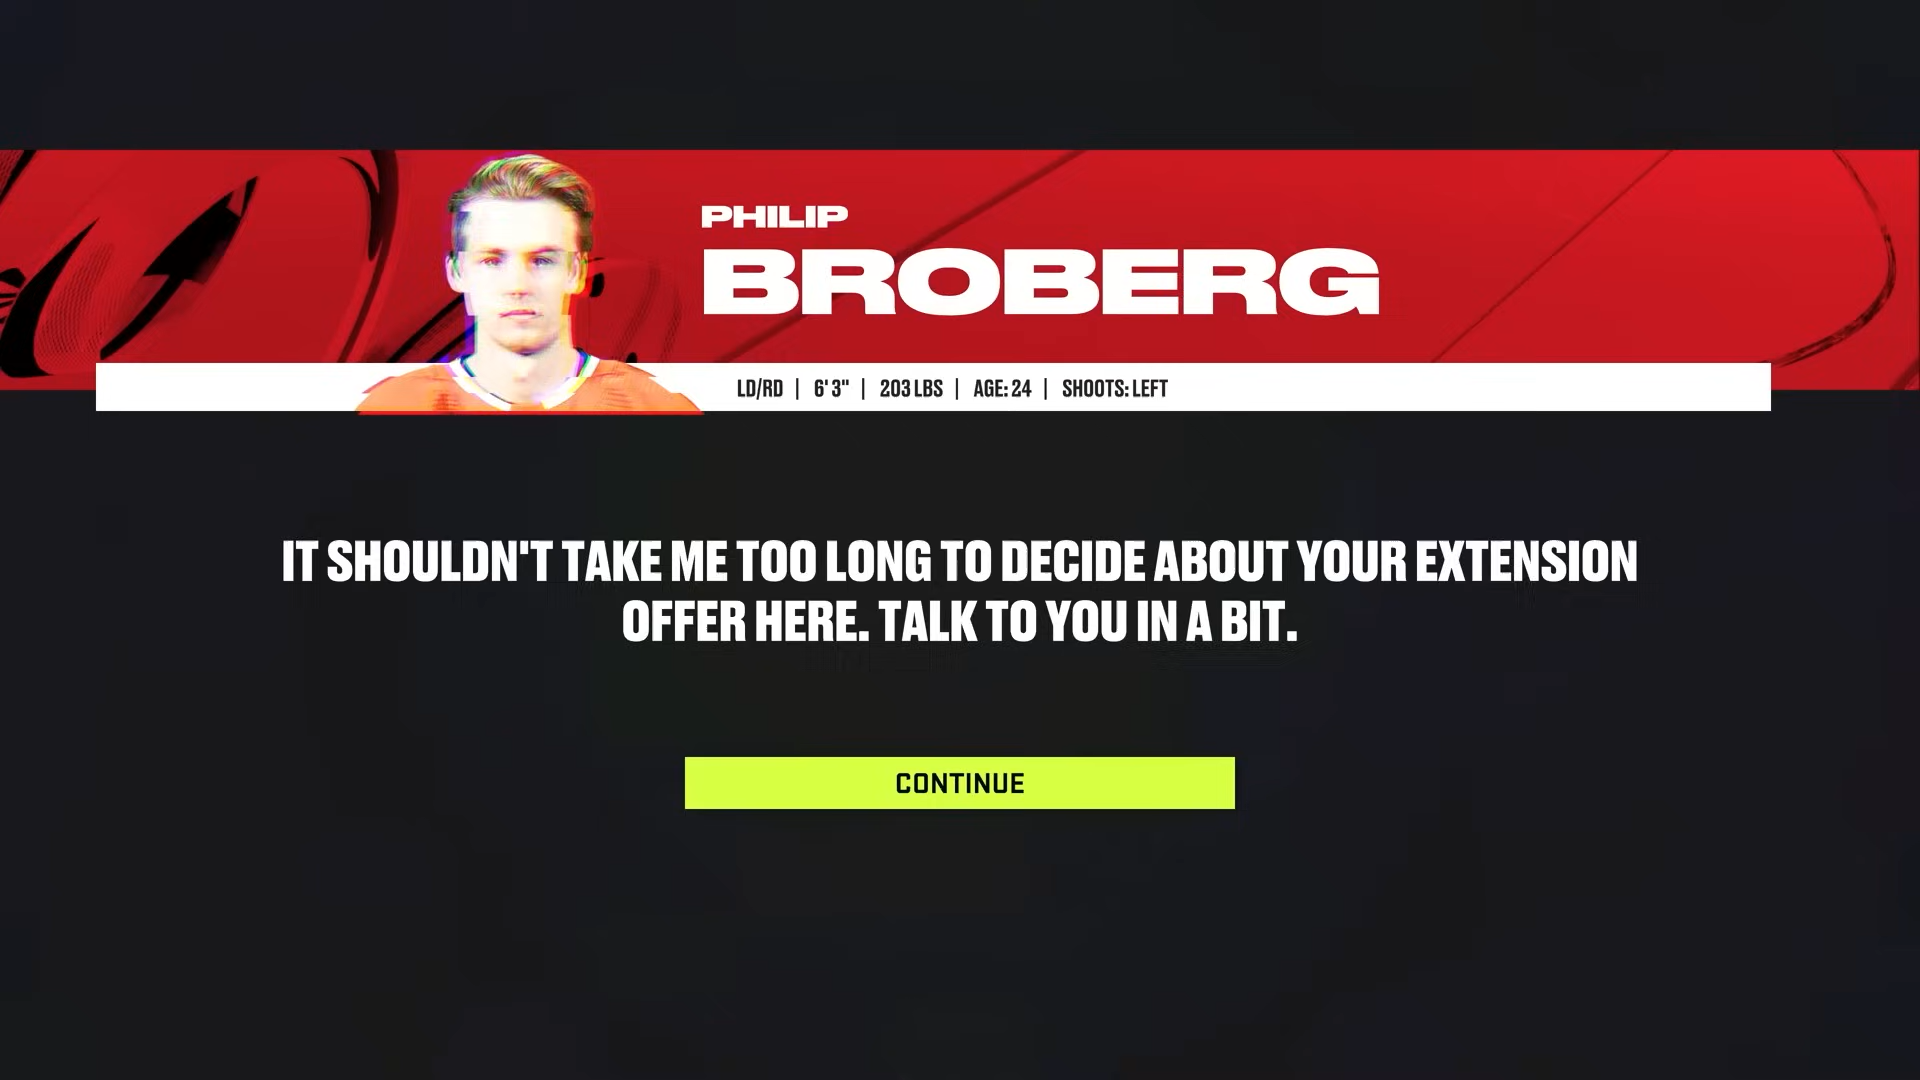 PHILIP
BROBERG
LD/RD | 6' 3" | 203 LBS | AGE: 24 | SHOOTS: LEFT
IT SHOULDN'T TAKE ME TOO LONG TO DECIDE ABOUT YOUR EXTENSION
OFFER HERE. TALK TO YOU IN A BIT.
CONTINUE